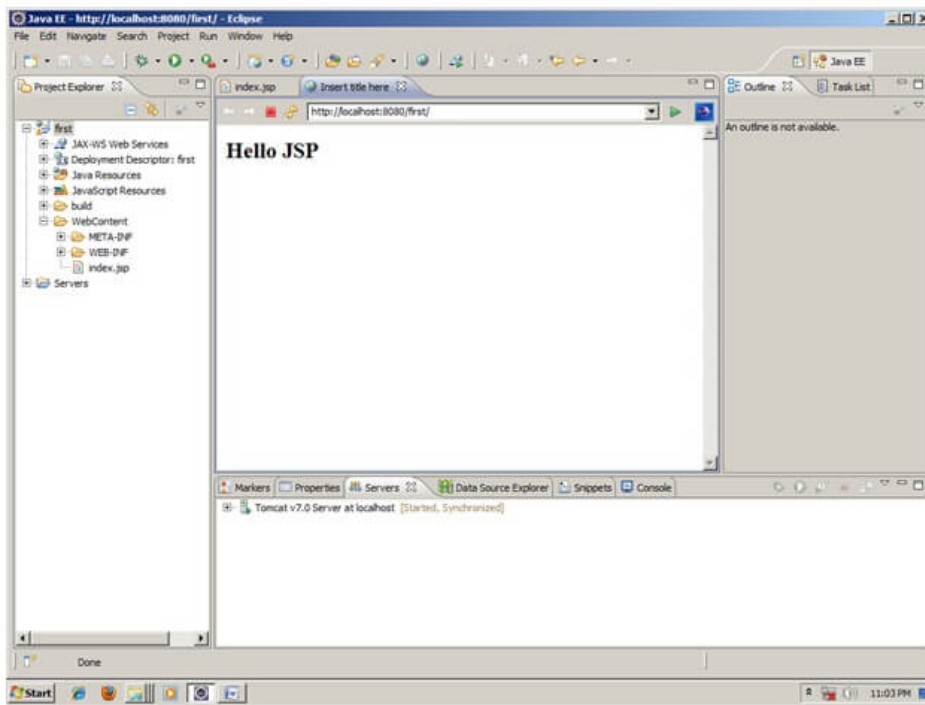 Java EE - http://localhost:8080/first/ - Eclipse
File Edit Navigate Search Project Run Window Help
Java EE
Project Explorer
index.jsp
Insert title here
Outline
Task List
http://localhost:8080/first/
An outline is not available.
first
JAX-WS Web Services
Deployment Descriptor: first
Java Resources
JavaScript Resources
build
WebContent
META-INF
WEB-INF
index.jsp
Servers
Hello JSP
Markers Properties Servers Data Source Explorer Snippets Console
Tomcat v7.0 Server at localhost [Started, Synchronized]
Done
Start
11:03 PM